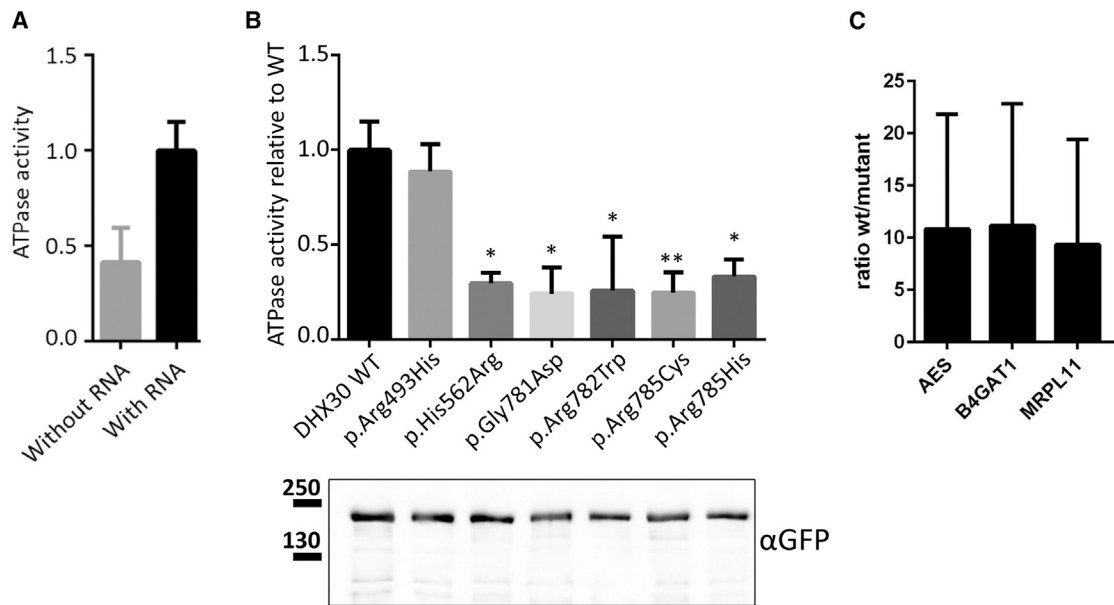 A
ATPase activity
1.5
1.0
0.5
0.0
Without RNA
With RNA
B
ATPase activity relative to WT
1.5
1.0
0.5
0.0
*
*
*
**
*
DHX30 WT
p.Arg493His
p.His562Arg
p.Gly781Asp
p.Arg782Trp
p.Arg785Cys
p.Arg785His
250
130
αGFP
C
ratio wt/mutant
25
20
15
10
5
0
AES
B4GAT1
MRPL11